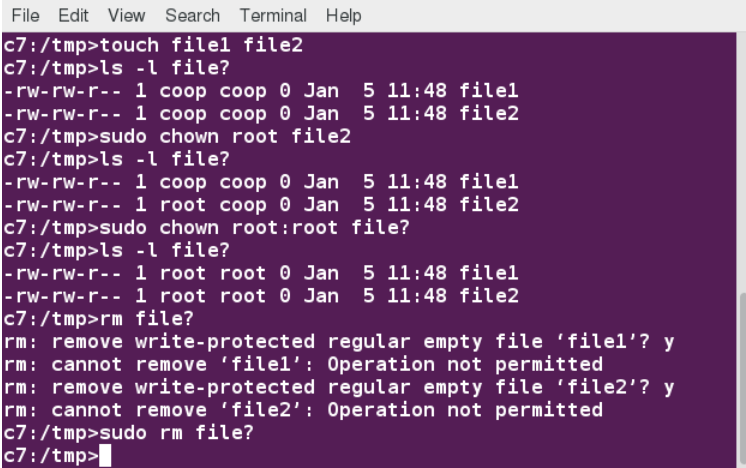 File Edit View Search Terminal Help
c7:/tmp>touch file1 file2
c7:/tmp>ls -l file?
-rw-rw-r-- 1 coop coop 0 Jan  5 11:48 file1
-rw-rw-r-- 1 coop coop 0 Jan  5 11:48 file2
c7:/tmp>sudo chown root file2
c7:/tmp>ls -l file?
-rw-rw-r-- 1 coop coop 0 Jan  5 11:48 file1
-rw-rw-r-- 1 root coop 0 Jan  5 11:48 file2
c7:/tmp>sudo chown root:root file?
c7:/tmp>ls -l file?
-rw-rw-r-- 1 root root 0 Jan  5 11:48 file1
-rw-rw-r-- 1 root root 0 Jan  5 11:48 file2
c7:/tmp>rm file?
rm: remove write-protected regular empty file ‘file1’? y
rm: cannot remove ‘file1’: Operation not permitted
rm: remove write-protected regular empty file ‘file2’? y
rm: cannot remove ‘file2’: Operation not permitted
c7:/tmp>sudo rm file?
c7:/tmp>